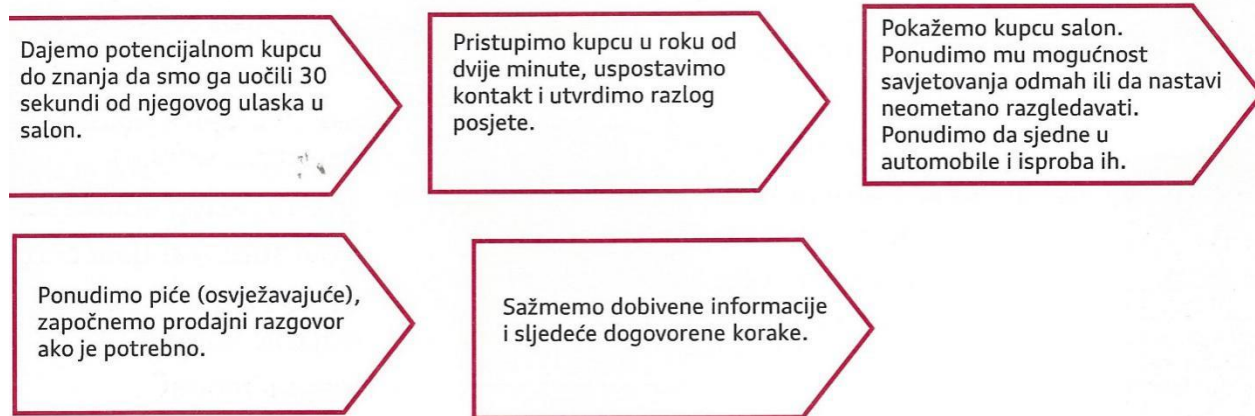 Dajemo potencijalnom kupcu
do znanja da smo ga uočili 30
sekundi od njegovog ulaska u
salon.
Pristupimo kupcu u roku od
dvije minute, uspostavimo
kontakt i utvrdimo razlog
posjete.
Pokažemo kupcu salon.
Ponudimo mu mogućnost
savjetovanja odmah ili da nastavi
neometano razgledavati.
Ponudimo da sjedne u
automobile i isproba ih.
Ponudimo piće (osvježavajuće),
započnemo prodajni razgovor
ako je potrebno.
Sažmemo dobivene informacije
i sljedeće dogovorene korake.